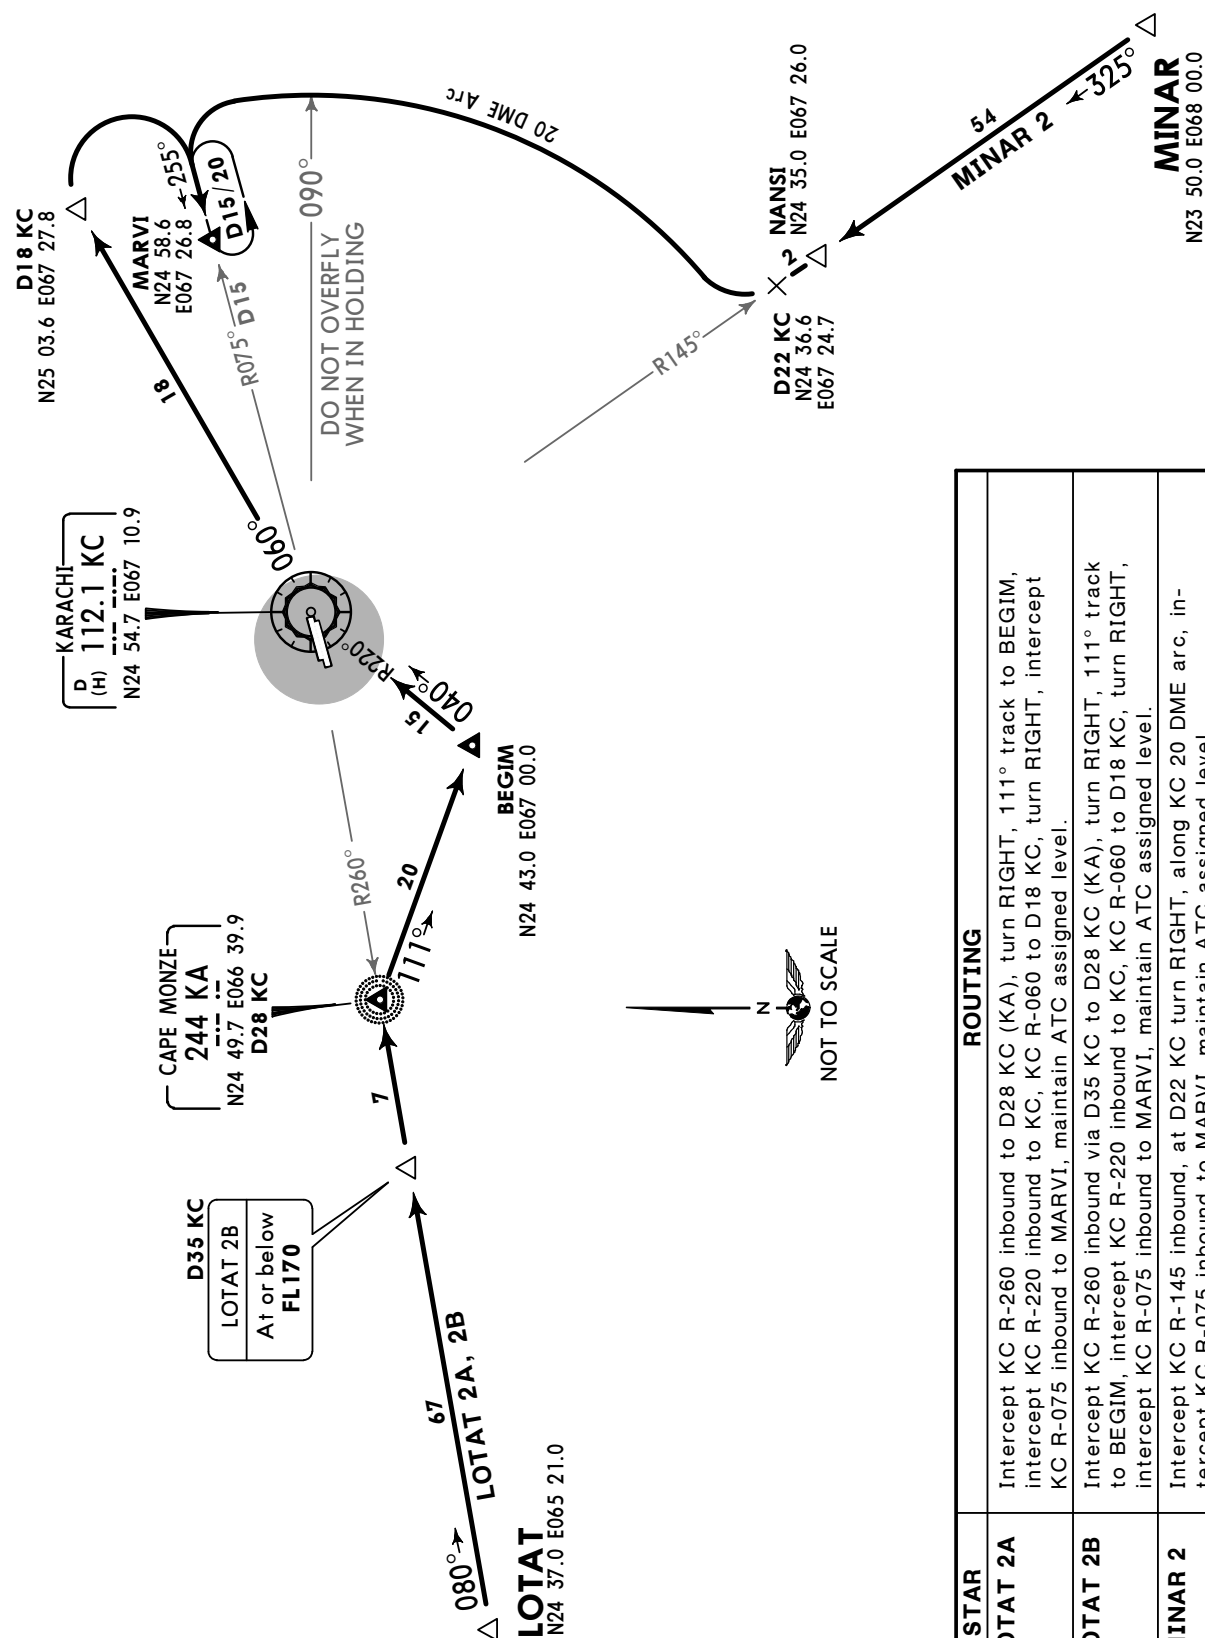 D18 KC
N25 03.6 E067 27.8
MARVI
N24 58.6
E067 26.8
255°
D15/20
18
R075° D15
060°
090°
DO NOT OVERFLY
WHEN IN HOLDING
20 DME Arc
KARACHI
D
(H)
112.1 KC
N24 54.7 E067 10.9
R220°
040°
15
BEGIM
N24 43.0 E067 00.0
R145°
2
NANSI
N24 35.0 E067 26.0
D22 KC
N24 36.6
E067 24.7
54
MINAR 2
325°
MINAR
N23 50.0 E068 00.0
CAPE MONZE
244 KA
N24 49.7 E066 39.9
D28 KC
R260°
20
111°
7
D35 KC
LOTAT 2B
At or below
FL170
67
LOTAT 2A, 2B
080°
LOTAT
N24 37.0 E065 21.0
N
NOT TO SCALE
STAR
ROUTING
OTAT 2A
Intercept KC R-260 inbound to D28 KC (KA), turn RIGHT, 111° track to BEGIM,
intercept KC R-220 inbound to KC, KC R-060 to D18 KC, turn RIGHT, intercept
KC R-075 inbound to MARVI, maintain ATC assigned level.
OTAT 2B
Intercept KC R-260 inbound via D35 KC to D28 KC (KA), turn RIGHT, 111° track
to BEGIM, intercept KC R-220 inbound to KC, KC R-060 to D18 KC, turn RIGHT,
intercept KC R-075 inbound to MARVI, maintain ATC assigned level.
INAR 2
Intercept KC R-145 inbound, at D22 KC turn RIGHT, along KC 20 DME arc, in-
tercept KC R-075 inbound to MARVI, maintain ATC assigned level.